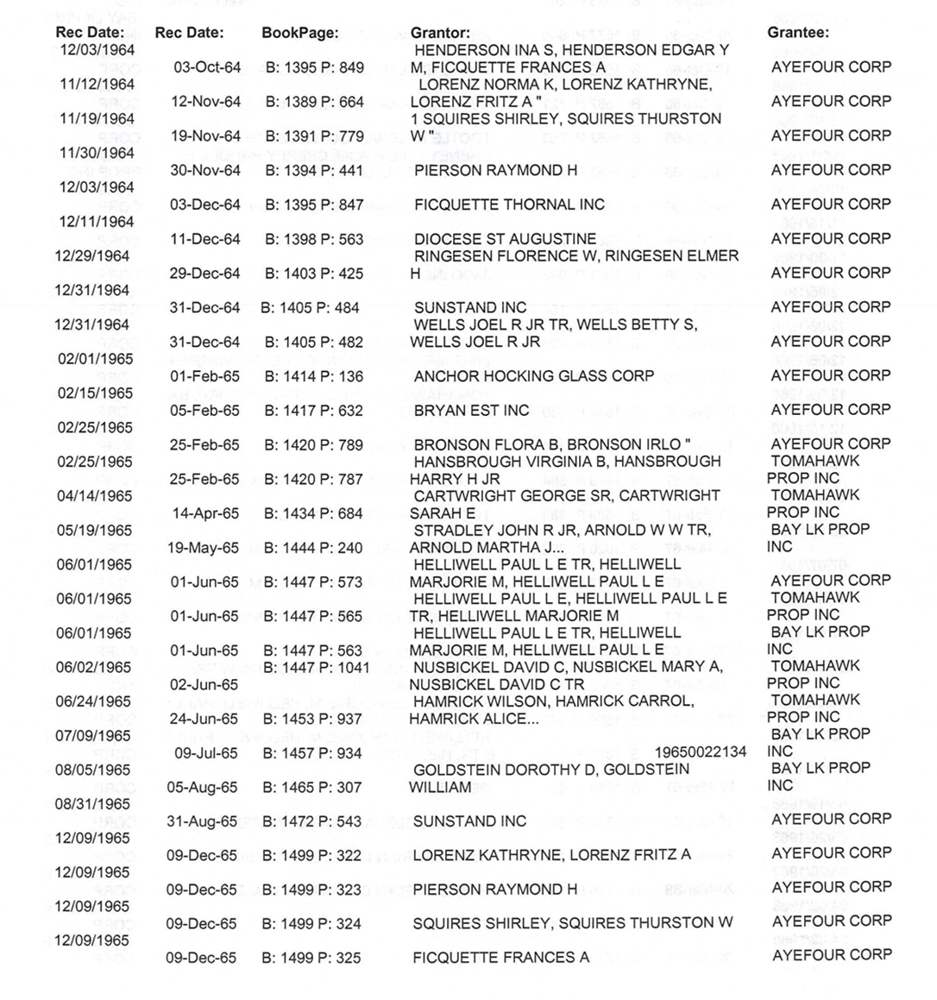 Rec Date: Rec Date: BookPage: Grantor: Grantee:
12/03/1964 HENDERSON INA S, HENDERSON EDGAR Y
03-Oct-64 B: 1395 P: 849 M, FICQUETTE FRANCES A AYEFOUR CORP
11/12/1964 LORENZ NORMA K, LORENZ KATHRYNE,
12-Nov-64 B: 1389 P: 664 LORENZ FRITZ A " AYEFOUR CORP
11/19/1964 1 SQUIRES SHIRLEY, SQUIRES THURSTON
19-Nov-64 B: 1391 P: 779 W " AYEFOUR CORP
11/30/1964
30-Nov-64 B: 1394 P: 441 PIERSON RAYMOND H AYEFOUR CORP
12/03/1964
03-Dec-64 B: 1395 P: 847 FICQUETTE THORNAL INC AYEFOUR CORP
12/11/1964
11-Dec-64 B: 1398 P: 563 DIOCESE ST AUGUSTINE AYEFOUR CORP
12/29/1964 RINGESEN FLORENCE W, RINGESEN ELMER
29-Dec-64 B: 1403 P: 425 H AYEFOUR CORP
12/31/1964
31-Dec-64 B: 1405 P: 484 SUNSTAND INC AYEFOUR CORP
12/31/1964 WELLS JOEL R JR TR, WELLS BETTY S,
31-Dec-64 B: 1405 P: 482 WELLS JOEL R JR AYEFOUR CORP
02/01/1965
01-Feb-65 B: 1414 P: 136 ANCHOR HOCKING GLASS CORP AYEFOUR CORP
02/15/1965
05-Feb-65 B: 1417 P: 632 BRYAN EST INC AYEFOUR CORP
02/25/1965
25-Feb-65 B: 1420 P: 789 BRONSON FLORA B, BRONSON IRLO " AYEFOUR CORP
02/25/1965 HANSBROUGH VIRGINIA B, HANSBROUGH TOMAHAWK
25-Feb-65 B: 1420 P: 787 HARRY H JR PROP INC
04/14/1965 CARTWRIGHT GEORGE SR, CARTWRIGHT TOMAHAWK
14-Apr-65 B: 1434 P: 684 SARAH E PROP INC
05/19/1965 STRADLEY JOHN R JR, ARNOLD W W TR, BAY LK PROP
19-May-65 B: 1444 P: 240 ARNOLD MARTHA J... INC
06/01/1965 HELLIWELL PAUL L E TR, HELLIWELL
01-Jun-65 B: 1447 P: 573 MARJORIE M, HELLIWELL PAUL L E AYEFOUR CORP
06/01/1965 HELLIWELL PAUL L E, HELLIWELL PAUL L E TOMAHAWK
01-Jun-65 B: 1447 P: 565 TR, HELLIWELL MARJORIE M PROP INC
06/01/1965 HELLIWELL PAUL L E TR, HELLIWELL BAY LK PROP
01-Jun-65 B: 1447 P: 563 MARJORIE M, HELLIWELL PAUL L E INC
06/02/1965 B: 1447 P: 1041 NUSBICKEL DAVID C, NUSBICKEL MARY A, TOMAHAWK
02-Jun-65 NUSBICKEL DAVID C TR PROP INC
06/24/1965 HAMRICK WILSON, HAMRICK CARROL, TOMAHAWK
24-Jun-65 B: 1453 P: 937 HAMRICK ALICE... PROP INC
07/09/1965 BAY LK PROP
09-Jul-65 B: 1457 P: 934 19650022134 INC
08/05/1965 GOLDSTEIN DOROTHY D, GOLDSTEIN BAY LK PROP
05-Aug-65 B: 1465 P: 307 WILLIAM INC
08/31/1965
31-Aug-65 B: 1472 P: 543 SUNSTAND INC AYEFOUR CORP
12/09/1965
09-Dec-65 B: 1499 P: 322 LORENZ KATHRYNE, LORENZ FRITZ A AYEFOUR CORP
12/09/1965
09-Dec-65 B: 1499 P: 323 PIERSON RAYMOND H AYEFOUR CORP
12/09/1965
09-Dec-65 B: 1499 P: 324 SQUIRES SHIRLEY, SQUIRES THURSTON W AYEFOUR CORP
12/09/1965
09-Dec-65 B: 1499 P: 325 FICQUETTE FRANCES A AYEFOUR CORP